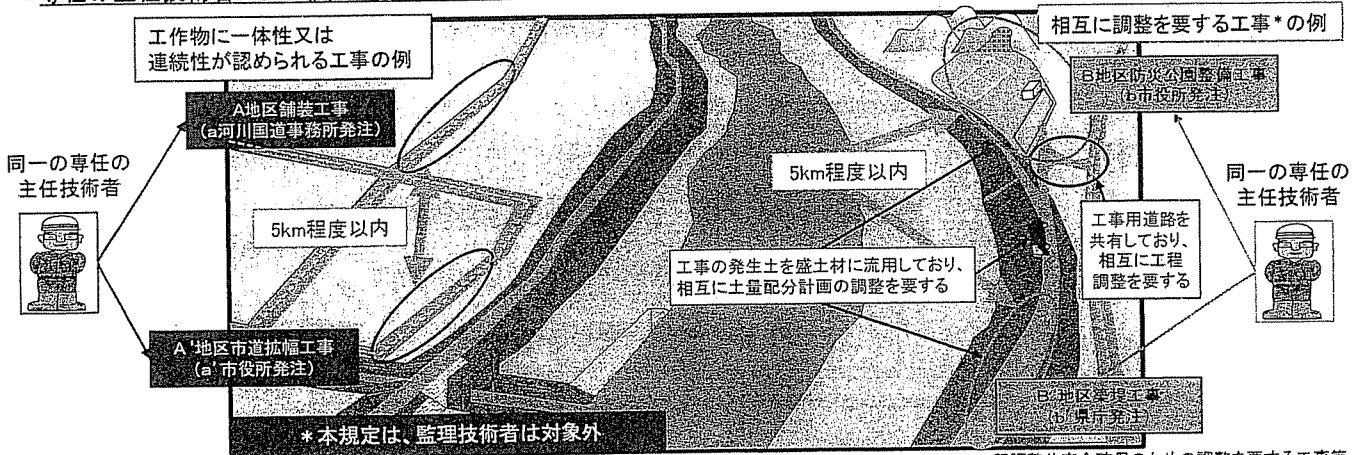 専任の主任技術者
工作物に一体性又は
連続性が認められる工事の例
A地区舗装工事
(a河川国道事務所発注)
同一の専任の
主任技術者
5km程度以内
A'地区市道拡幅工事
(a'市役所発注)
*本規定は、監理技術者は対象外
相互に調整を要する工事*の例
B地区防災公園整備工事
(b市役所発注)
5km程度以内
工事の発生土を盛土材に流用しており、
相互に土量配分計画の調整を要する
工事用道路を
共有しており、
相互に工程
調整を要する
同一の専任の
主任技術者
B'地区築堤工事
(b'県庁発注)